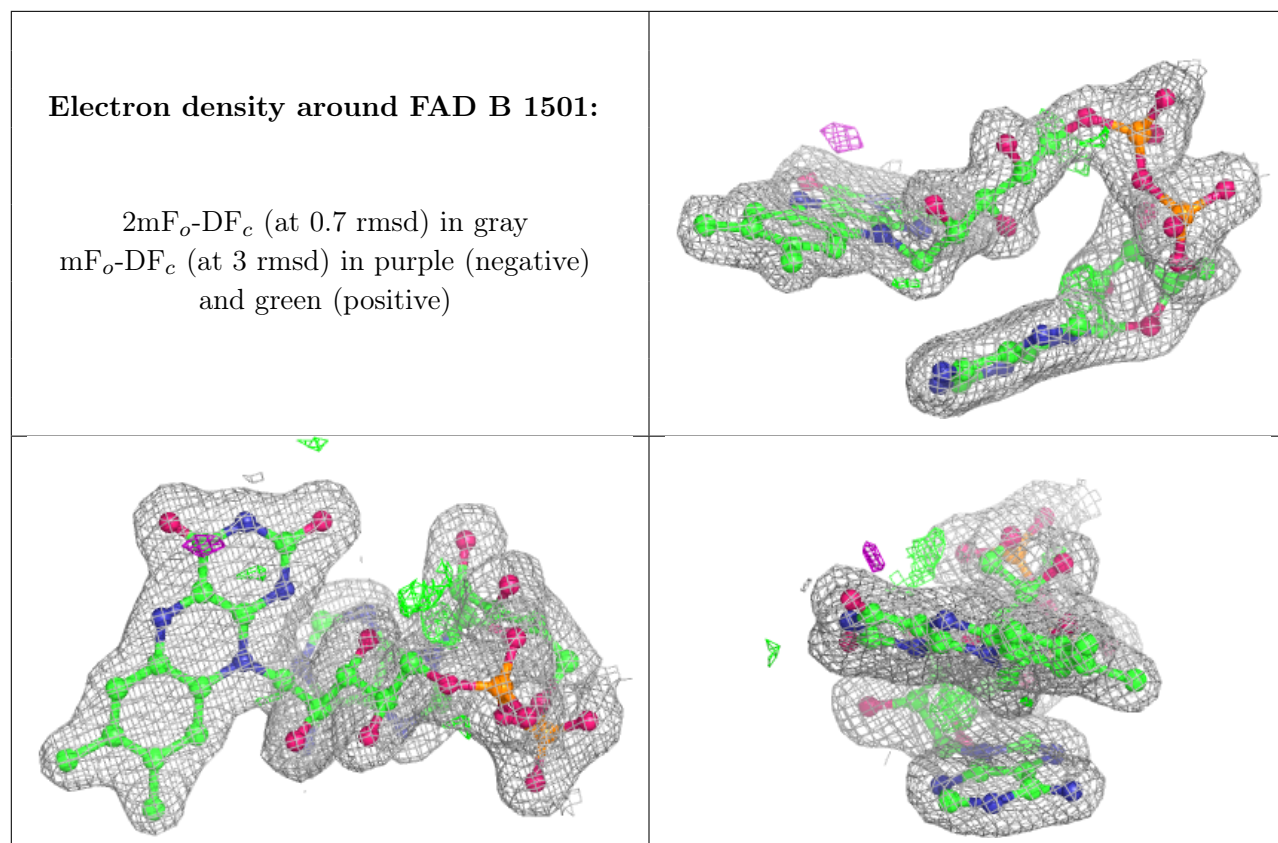 Electron density around FAD B 1501:
2mFo-DFc (at 0.7 rmsd) in gray
mFo-DFc (at 3 rmsd) in purple (negative)
and green (positive)